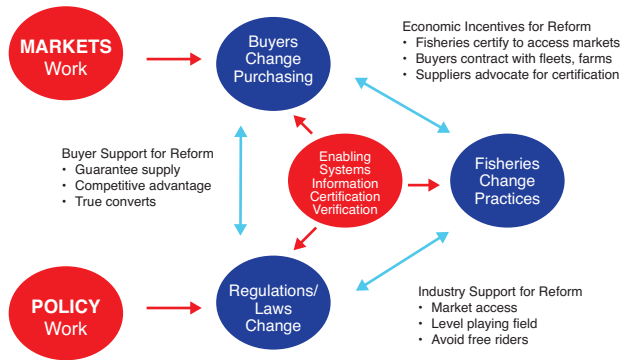 MARKETS
Work
Buyers
Change
Purchasing
Economic Incentives for Reform
• Fisheries certify to access markets
• Buyers contract with fleets, farms
• Suppliers advocate for certification
Buyer Support for Reform
• Guarantee supply
• Competitive advantage
• True converts
Enabling
Systems
Information
Certification
Verification
Fisheries
Change
Practices
POLICY
Work
Regulations/
Laws
Change
Industry Support for Reform
• Market access
• Level playing field
• Avoid free riders